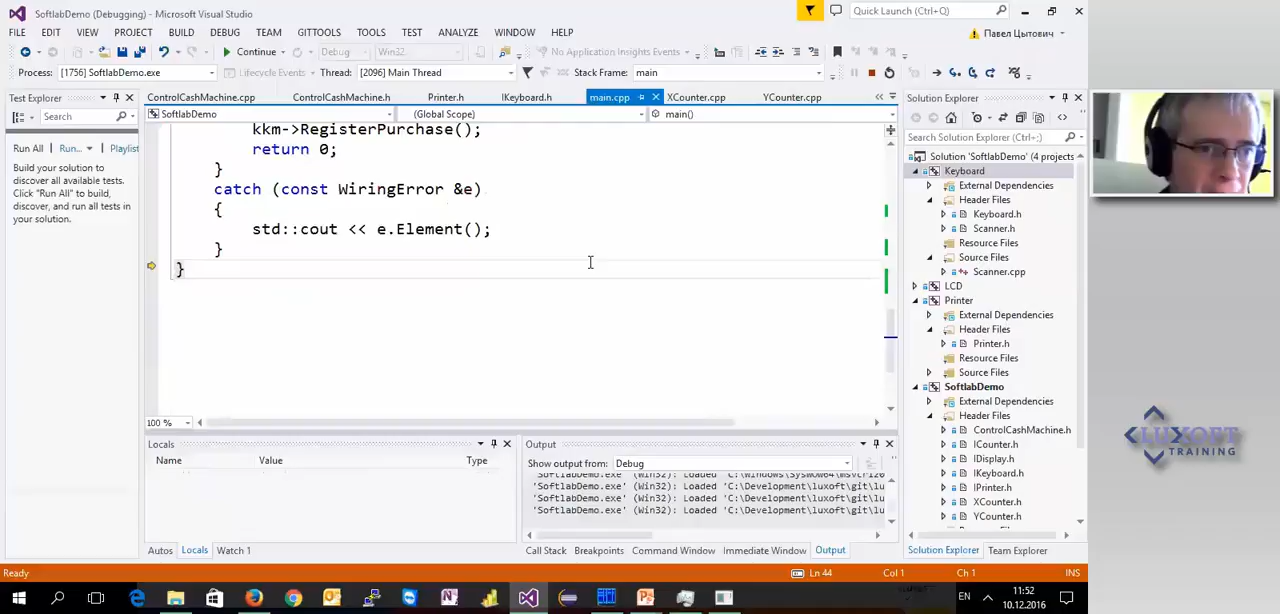 SoftlabDemo (Debugging) - Microsoft Visual Studio
Quick Launch (Ctrl+Q)
FILE EDIT VIEW PROJECT BUILD DEBUG TEAM GITTOOLS TOOLS TEST ANALYZE WINDOW HELP
Павел Цытович
Continue Debug Win32 No Application Insights Events
Process: [1756] SoftlabDemo.exe Lifecycle Events Thread: [2096] Main Thread Stack Frame: main
Test Explorer
Search
Run All Run... Playlist
Build your solution to
discover all available tests.
Click "Run All" to build,
discover, and run all tests in
your solution.
ControlCashMachine.cpp ControlCashMachine.h Printer.h IKeyboard.h main.cpp XCounter.cpp YCounter.cpp
SoftlabDemo (Global Scope) main()
kkm->RegisterPurchase();
return 0;
}
catch (const WiringError &e)
{
std::cout << e.Element();
}
}
100 %
Locals
Name Value Type
Autos Locals Watch 1
Output
Show output from: Debug
'SoftlabDemo.exe' (Win32): Loaded 'C:\Windows\SysWOW64\msvcr120
'SoftlabDemo.exe' (Win32): Loaded 'C:\Development\luxoft\git\lu
'SoftlabDemo.exe' (Win32): Loaded 'C:\Development\luxoft\git\lu
'SoftlabDemo.exe' (Win32): Loaded 'C:\Development\luxoft\git\lu
Call Stack Breakpoints Command Window Immediate Window Output
Solution Explorer
Search Solution Explorer (Ctrl+;)
Solution 'SoftlabDemo' (4 projects
Keyboard
External Dependencies
Header Files
Keyboard.h
Scanner.h
Resource Files
Source Files
Scanner.cpp
LCD
Printer
External Dependencies
Header Files
Printer.h
Resource Files
Source Files
SoftlabDemo
External Dependencies
Header Files
ControlCashMachine.h
ICounter.h
IDisplay.h
IKeyboard.h
IPrinter.h
XCounter.h
YCounter.h
Solution Explorer Team Explorer
Ready Ln 44 Col 1 Ch 1 INS
EN 11:52
10.12.2016
LUXOFT
TRAINING